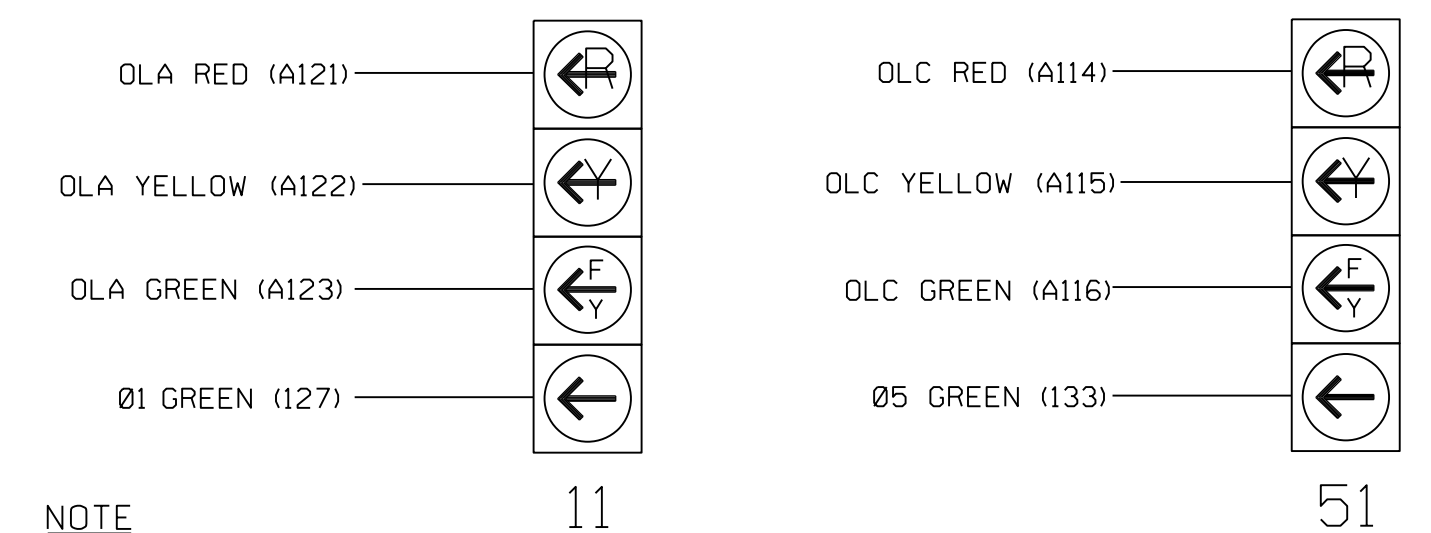 OLA RED (A121)
R
OLA YELLOW (A122)
Y
OLA GREEN (A123)
F
Y
Ø1 GREEN (127)
11
OLC RED (A114)
R
OLC YELLOW (A115)
Y
OLC GREEN (A116)
F
Y
Ø5 GREEN (133)
51
NOTE